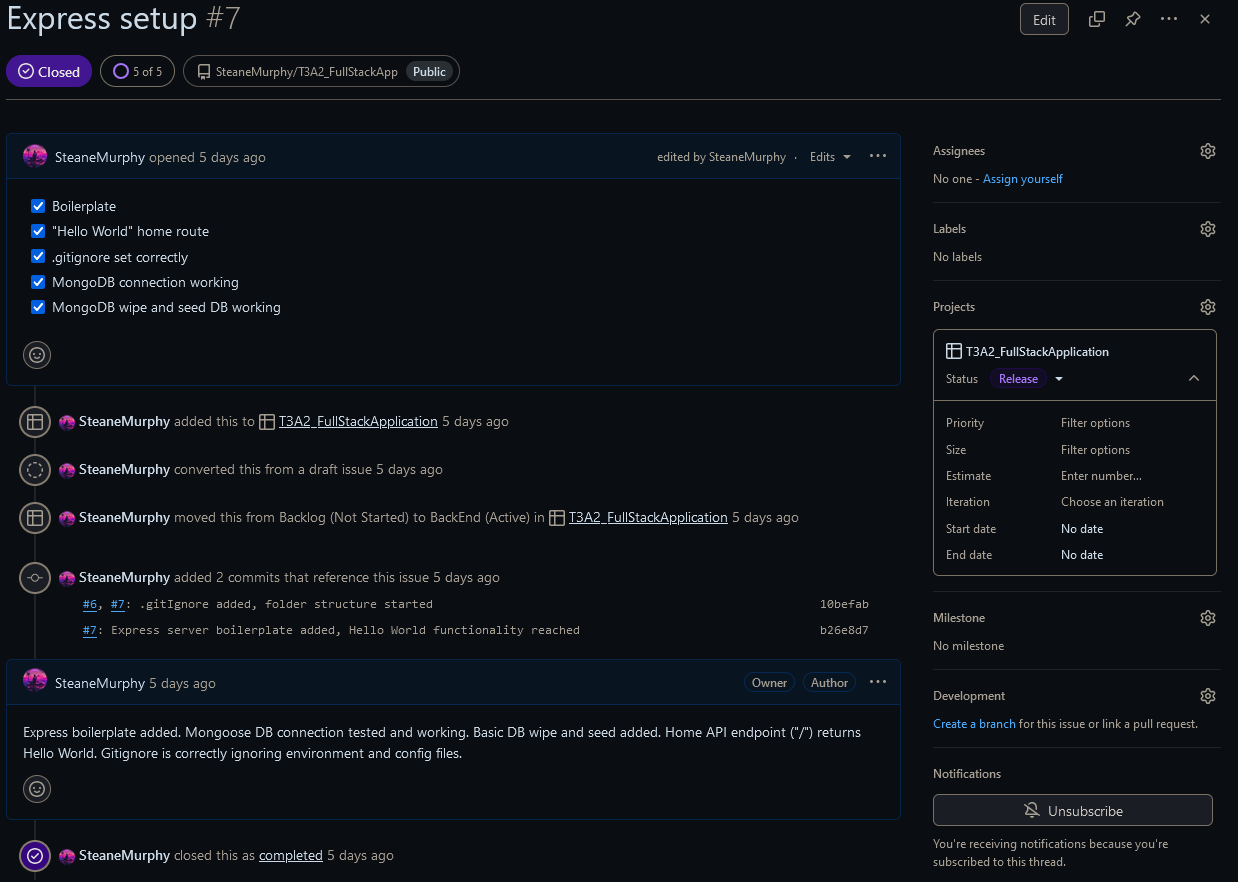 Express setup #7
Edit
Closed
5 of 5
SteaneMurphy/T3A2_FullStackApp Public
SteaneMurphy opened 5 days ago
edited by SteaneMurphy · Edits
Boilerplate
"Hello World" home route
.gitignore set correctly
MongoDB connection working
MongoDB wipe and seed DB working
SteaneMurphy added this to T3A2_FullStackApplication 5 days ago
SteaneMurphy converted this from a draft issue 5 days ago
SteaneMurphy moved this from Backlog (Not Started) to BackEnd (Active) in T3A2_FullStackApplication 5 days ago
SteaneMurphy added 2 commits that reference this issue 5 days ago
#6, #7: .gitIgnore added, folder structure started 10befab
#7: Express server boilerplate added, Hello World functionality reached b26e8d7
SteaneMurphy 5 days ago
Owner Author
Express boilerplate added. Mongoose DB connection tested and working. Basic DB wipe and seed added. Home API endpoint ("/") returns
Hello World. Gitignore is correctly ignoring environment and config files.
SteaneMurphy closed this as completed 5 days ago
Assignees
No one - Assign yourself
Labels
No labels
Projects
T3A2_FullStackApplication
Status Release
Priority Filter options
Size Filter options
Estimate Enter number...
Iteration Choose an iteration
Start date No date
End date No date
Milestone
No milestone
Development
Create a branch for this issue or link a pull request.
Notifications
Unsubscribe
You're receiving notifications because you're
subscribed to this thread.